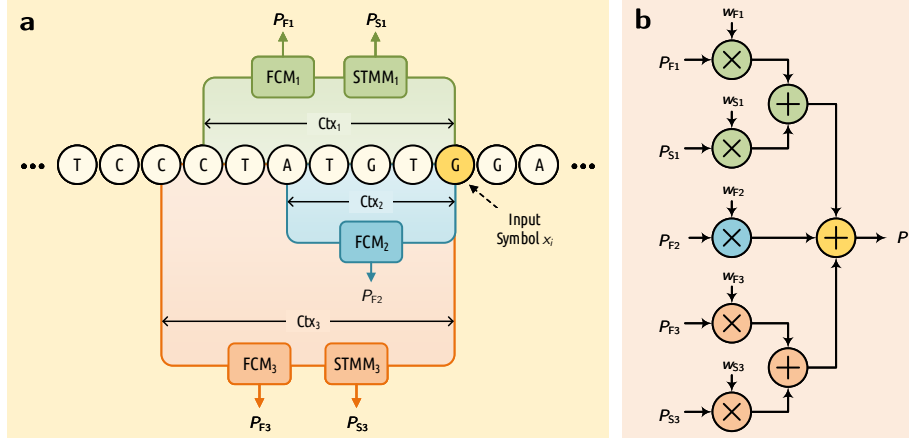 a
P_F1 P_S1
FCM_1 STMM_1
Ctx_1
••• T C C C T A T G T G G A •••
Ctx_2
Input
Symbol x_i
FCM_2
P_F2
Ctx_3
FCM_3 STMM_3
P_F3 P_S3
b
w_F1
P_F1 ×
+
w_S1
P_S1 ×
w_F2
P_F2 × + P
w_F3
P_F3 ×
+
w_S3
P_S3 ×